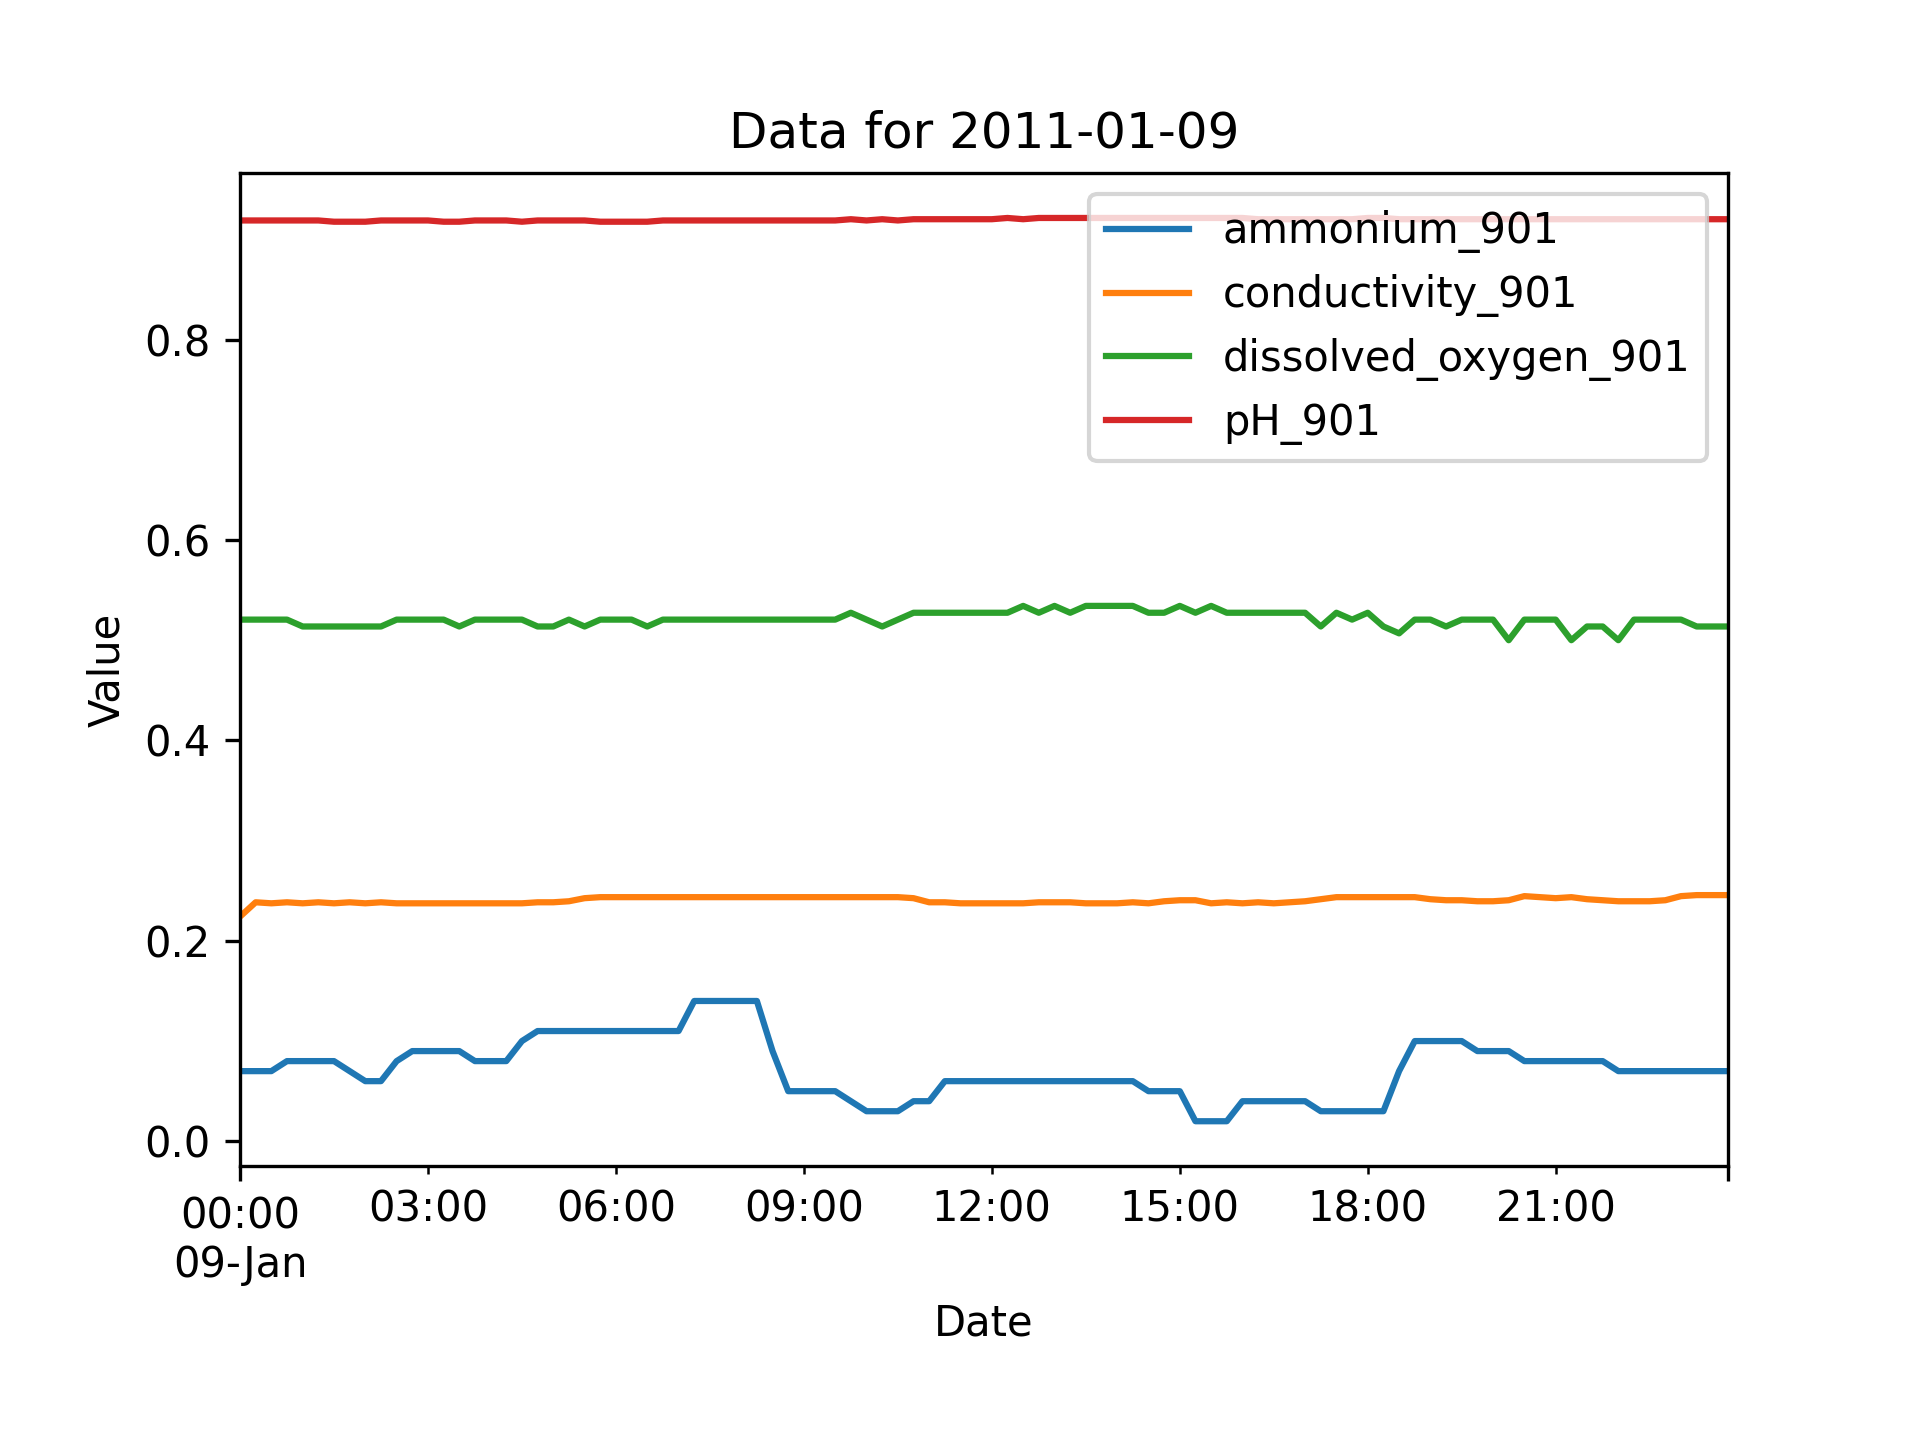 Data for 2011-01-09
ammonium_901
conductivity_901
dissolved_oxygen_901
pH_901
0.8
0.6
0.4
0.2
0.0
Value
00:00 03:00 06:00 09:00 12:00 15:00 18:00 21:00
09-Jan
Date